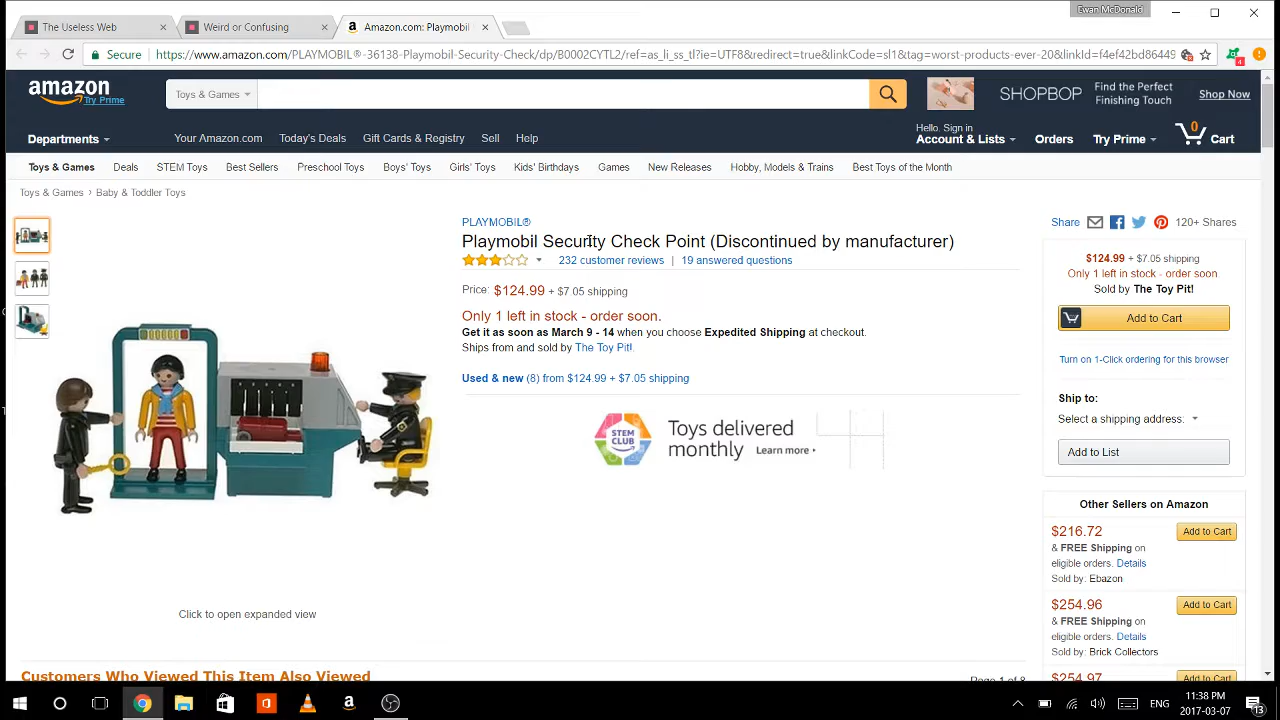 Ewan McDonald
The Useless Web
Weird or Confusing
Amazon.com: Playmobil
Secure
https://www.amazon.com/PLAYMOBIL®-36138-Playmobil-Security-Check/dp/B0002CYTL2/ref=as_li_ss_tl?ie=UTF8&redirect=true&linkCode=sl1&tag=worst-products-ever-20&linkId=f4ef42bd86449
amazon
Try Prime
Toys & Games
SHOPBOP
Find the Perfect
Finishing Touch
Shop Now
Departments
Your Amazon.com
Today's Deals
Gift Cards & Registry
Sell
Help
Hello, Sign in
Account & Lists
Orders
Try Prime
0
Cart
Toys & Games
Deals
STEM Toys
Best Sellers
Preschool Toys
Boys' Toys
Girls' Toys
Kids' Birthdays
Games
New Releases
Hobby, Models & Trains
Best Toys of the Month
Toys & Games › Baby & Toddler Toys
PLAYMOBIL®
Playmobil Security Check Point (Discontinued by manufacturer)
232 customer reviews | 19 answered questions
Price: $124.99 + $7.05 shipping
Only 1 left in stock - order soon.
Get it as soon as March 9 - 14 when you choose Expedited Shipping at checkout.
Ships from and sold by The Toy Pit!.
Used & new (8) from $124.99 + $7.05 shipping
STEM
CLUB
Toys delivered
monthly
Learn more
Click to open expanded view
Share
120+ Shares
$124.99 + $7.05 shipping
Only 1 left in stock - order soon
Sold by The Toy Pit!
Add to Cart
Turn on 1-Click ordering for this browser
Ship to:
Select a shipping address:
Add to List
Other Sellers on Amazon
$216.72
Add to Cart
& FREE Shipping on
eligible orders. Details
Sold by: Ebazon
$254.96
Add to Cart
& FREE Shipping on
eligible orders. Details
Sold by: Brick Collectors
$254.97
Add to Cart
Customers Who Viewed This Item Also Viewed
Page 1 of 8
ENG
11:38 PM
2017-03-07
13